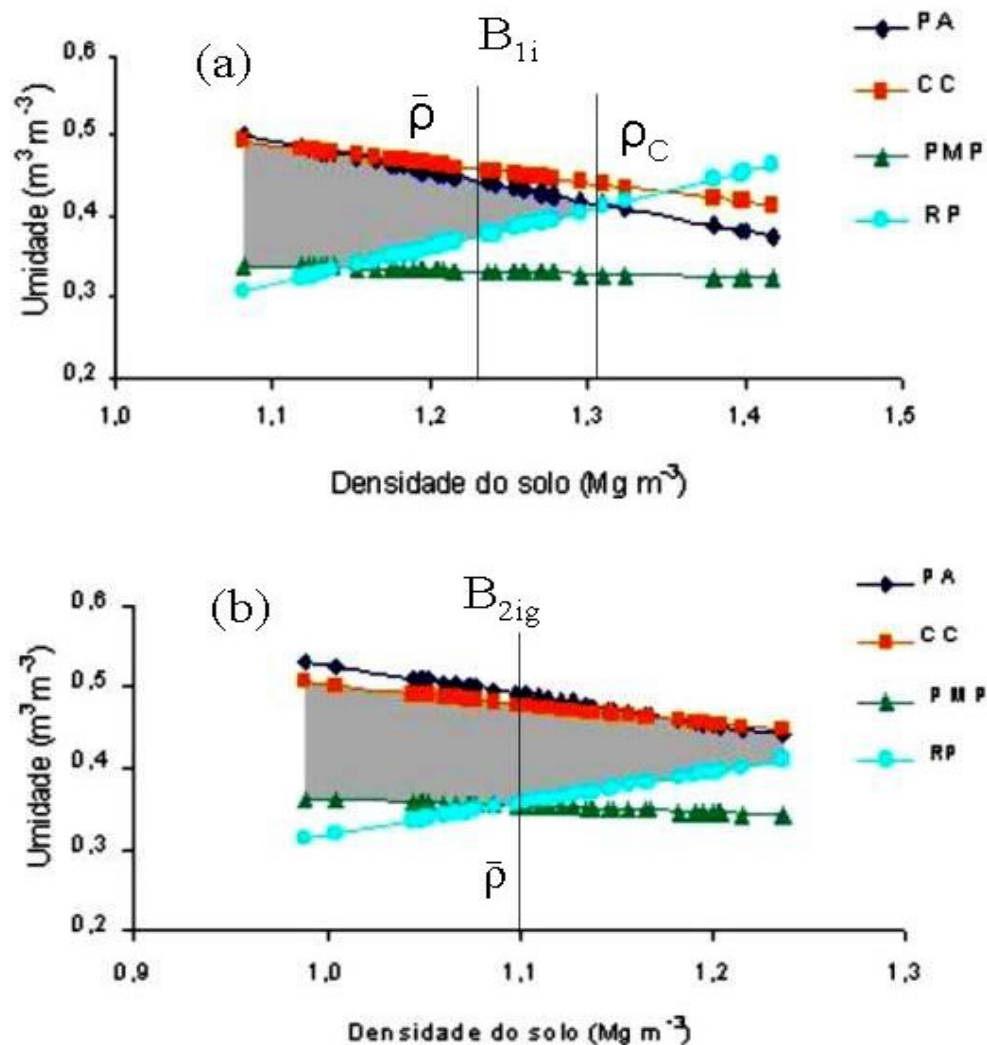 (a)
B1i
ρ̄
ρC
PA
CC
PMP
RP
Umidade (m³ m⁻³)
0,6
0,5
0,4
0,3
0,2
1,0
1,1
1,2
1,3
1,4
1,5
Densidade do solo (Mg m⁻³)
(b)
B2ig
ρ̄
PA
CC
PMP
RP
Umidade (m³ m⁻³)
0,6
0,5
0,4
0,3
0,2
0,9
1,0
1,1
1,2
1,3
Densidade do solo (Mg m⁻³)